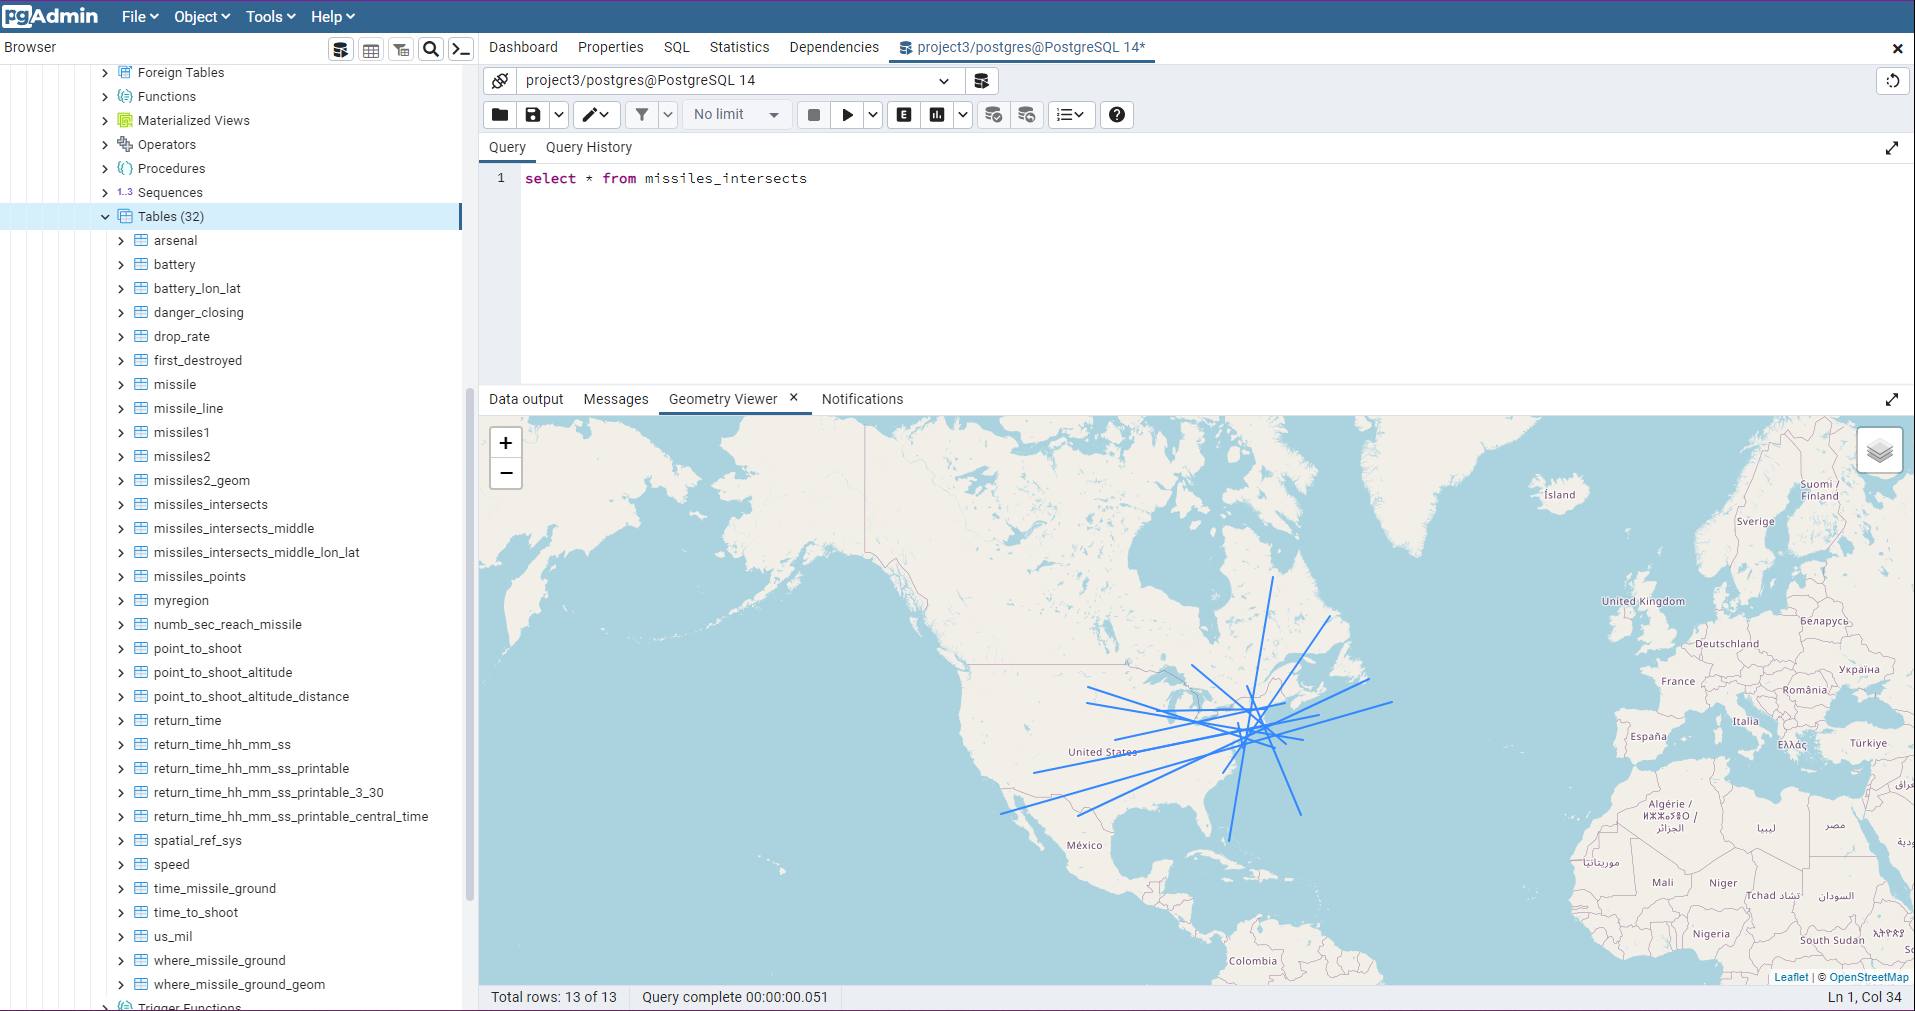 pgAdmin File Object Tools Help
Browser
Dashboard Properties SQL Statistics Dependencies project3/postgres@PostgreSQL 14*
project3/postgres@PostgreSQL 14
No limit
Query Query History
1 select * from missiles_intersects
Foreign Tables
Functions
Materialized Views
Operators
Procedures
1..3 Sequences
Tables (32)
arsenal
battery
battery_lon_lat
danger_closing
drop_rate
first_destroyed
missile
missile_line
missiles1
missiles2
missiles2_geom
missiles_intersects
missiles_intersects_middle
missiles_intersects_middle_lon_lat
missiles_points
myregion
numb_sec_reach_missile
point_to_shoot
point_to_shoot_altitude
point_to_shoot_altitude_distance
return_time
return_time_hh_mm_ss
return_time_hh_mm_ss_printable
return_time_hh_mm_ss_printable_3_30
return_time_hh_mm_ss_printable_central_time
spatial_ref_sys
speed
time_missile_ground
time_to_shoot
us_mil
where_missile_ground
where_missile_ground_geom
Trigger Functions
Data output Messages Geometry Viewer Notifications
+
−
Ísland
Suomi /
Finland
Sverige
United Kingdom
Беларусь
Deutschland
Україна
France
România
Italia
España
Ελλάς
Türkiye
United States
México
Algérie /
ⵍⵣⵣⴰⵢⴻⵔ /
الجزائر
ليبيا
مصر
موريتانيا
Mali
Niger
Tchad تشاد
السودان
Nigeria
South Sudan
Colombia
Leaflet | © OpenStreetMap
Total rows: 13 of 13 Query complete 00:00:00.051
Ln 1, Col 34